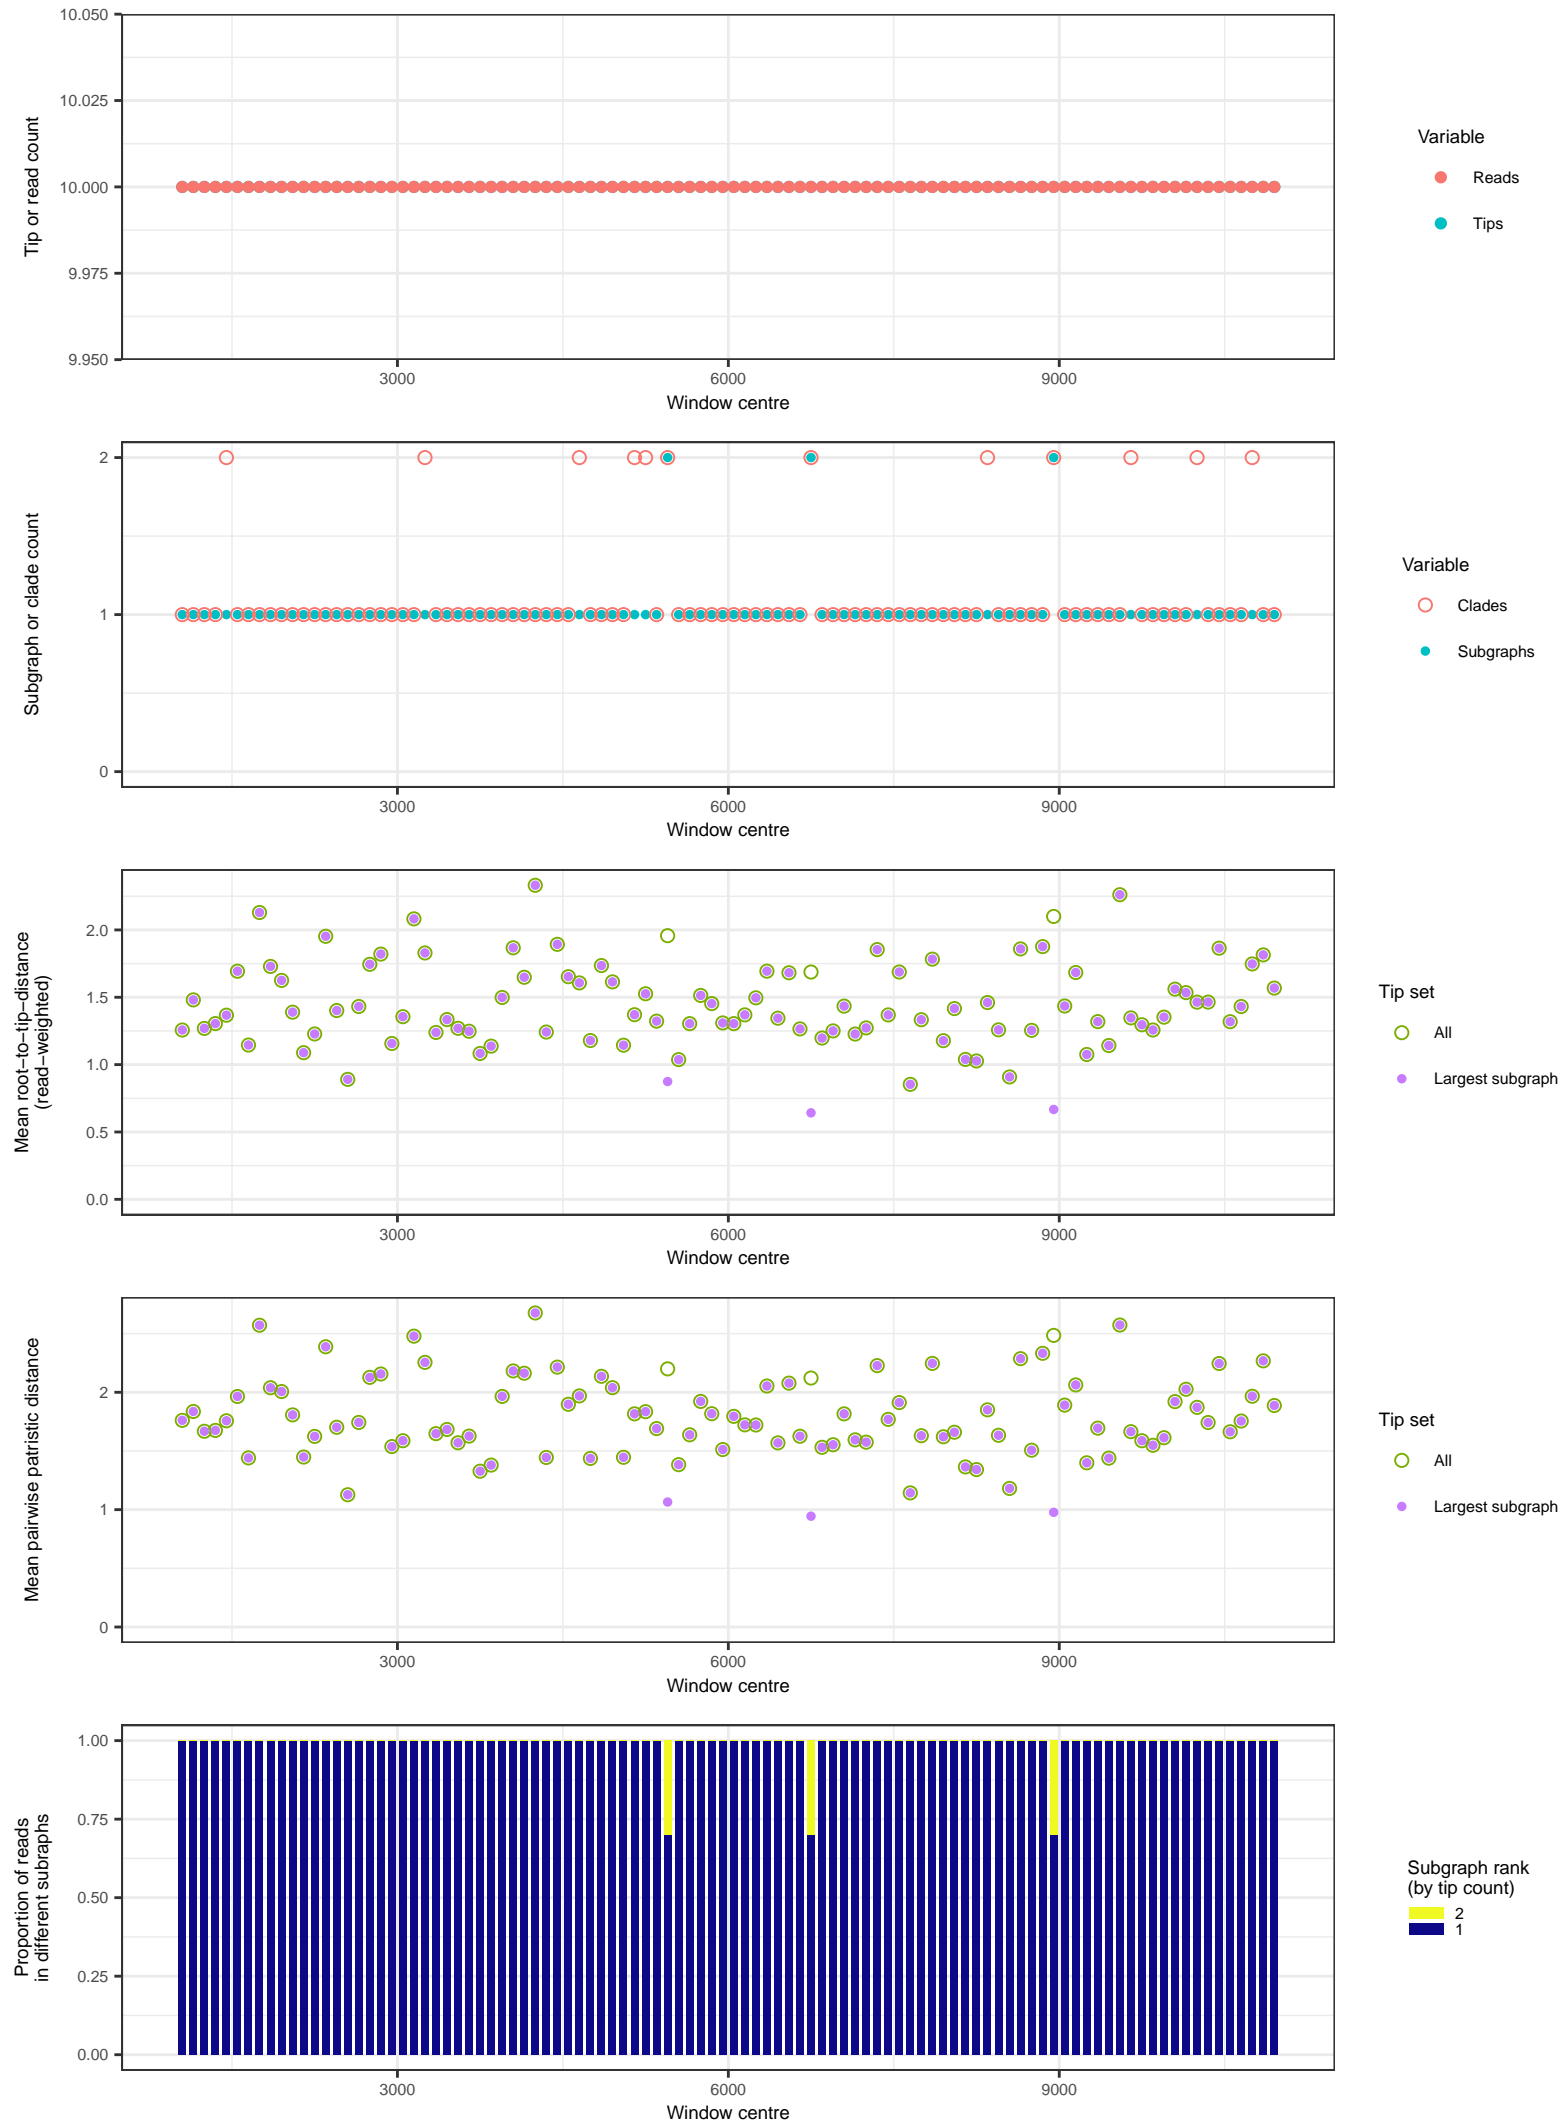 10.050
10.025
10.000
9.975
9.950
Tip or read count
3000
6000
9000
Window centre
Variable
Reads
Tips
2
1
0
Subgraph or clade count
3000
6000
9000
Window centre
Variable
Clades
Subgraphs
2.0
1.5
1.0
0.5
0.0
Mean root−to−tip−distance
(read−weighted)
3000
6000
9000
Window centre
Tip set
All
Largest subgraph
2
1
0
Mean pairwise patristic distance
3000
6000
9000
Window centre
Tip set
All
Largest subgraph
1.00
0.75
0.50
0.25
0.00
Proportion of reads
in different subraphs
3000
6000
9000
Window centre
Subgraph rank
(by tip count)
2
1